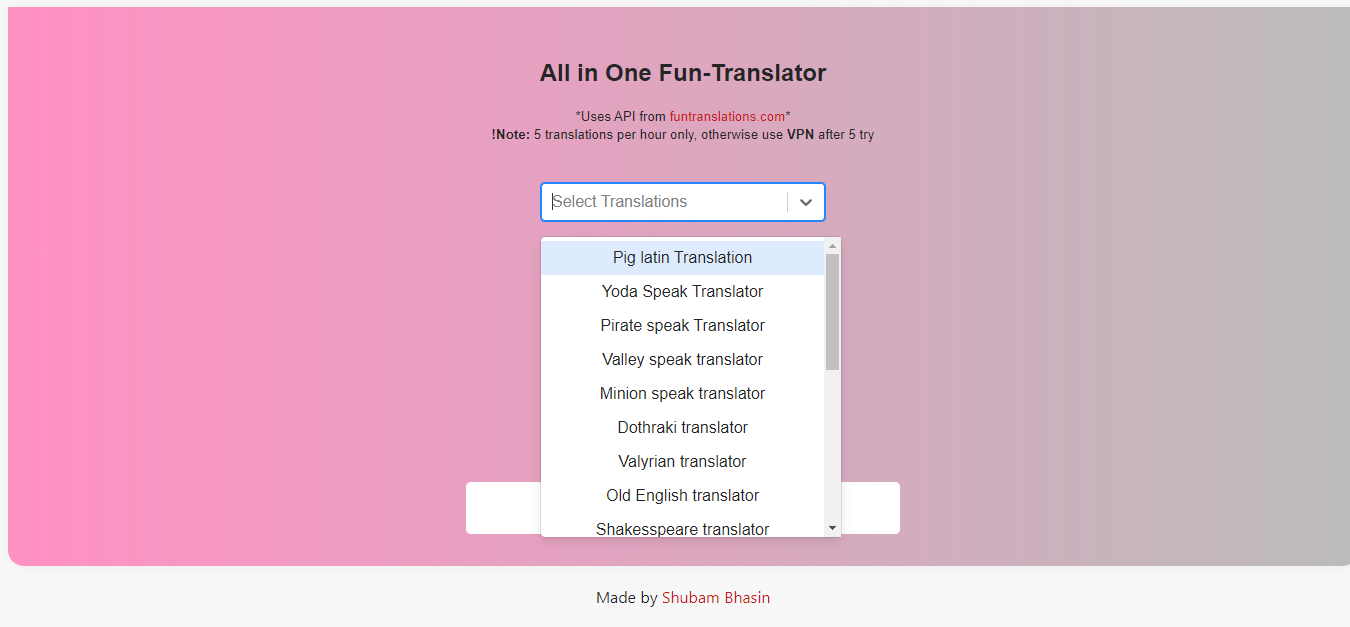 All in One Fun-Translator
*Uses API from funtranslations.com*
!Note: 5 translations per hour only, otherwise use VPN after 5 try
Select Translations
Pig latin Translation
Yoda Speak Translator
Pirate speak Translator
Valley speak translator
Minion speak translator
Dothraki translator
Valyrian translator
Old English translator
Shakesspeare translator
Made by Shubam Bhasin